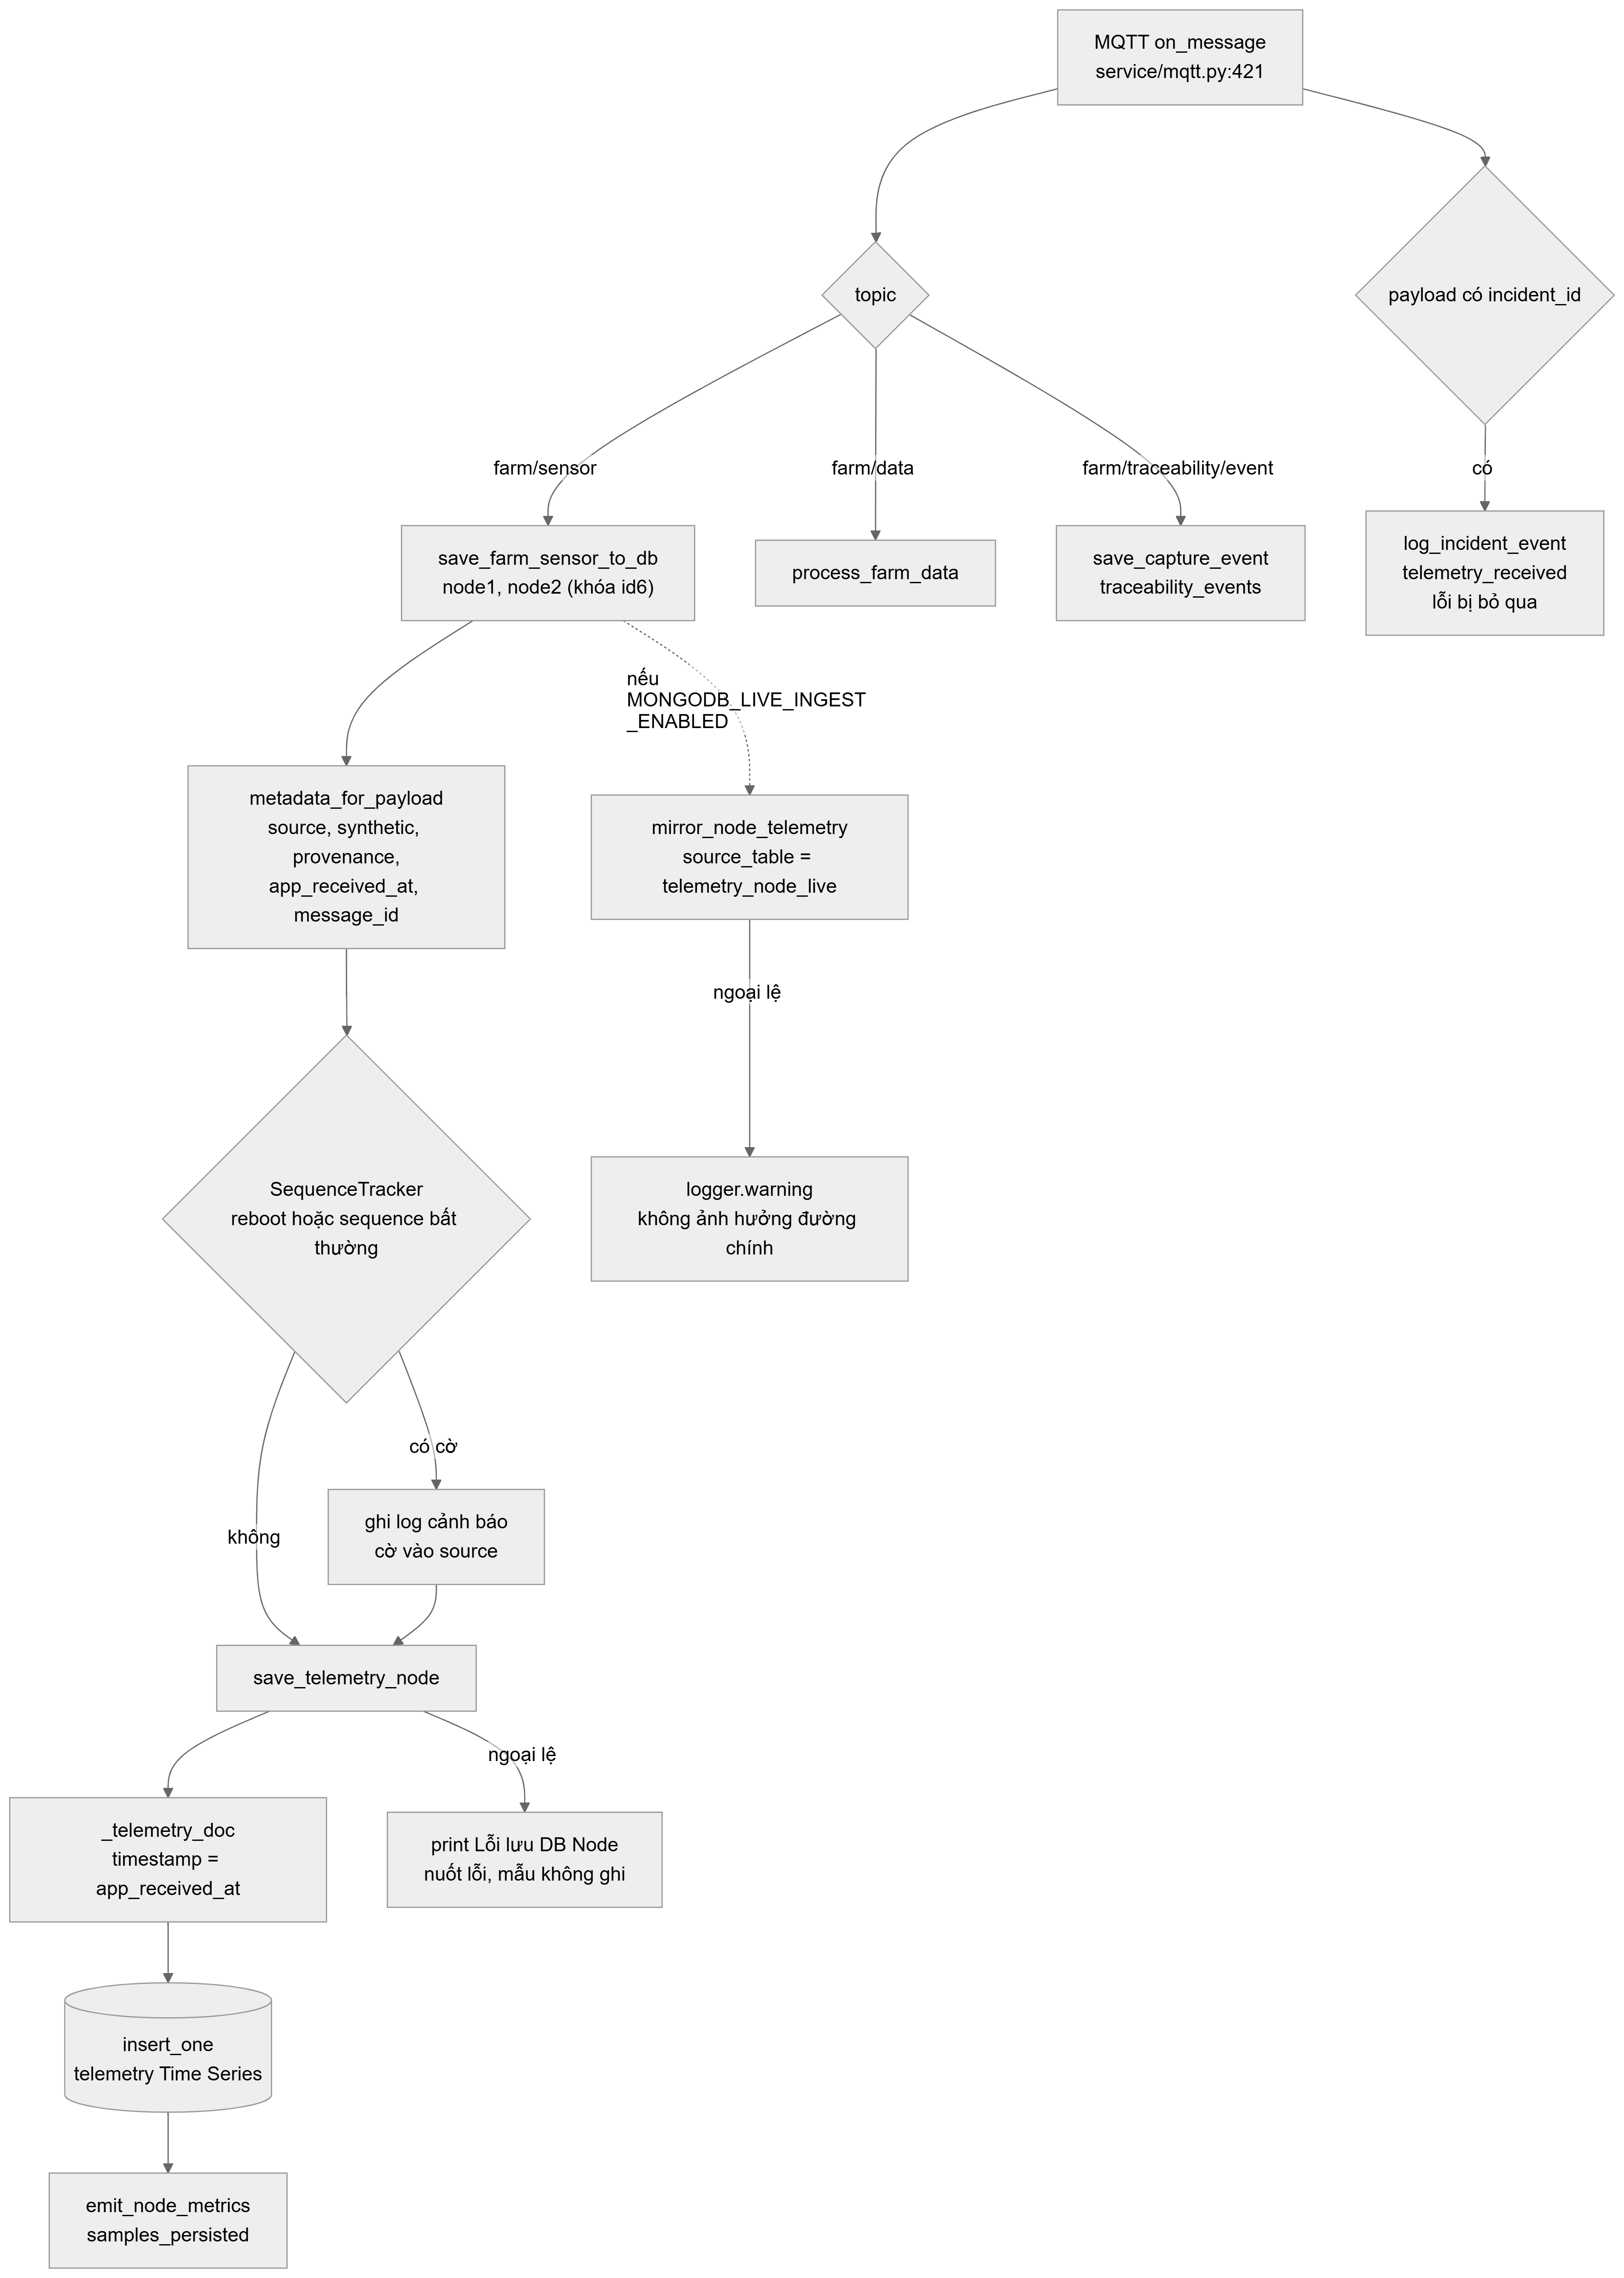 MQTT on_message
service/mqtt.py:421
topic
payload có incident_id
farm/sensor
farm/data
farm/traceability/event
có
save_farm_sensor_to_db
node1, node2 (khóa id6)
process_farm_data
save_capture_event
traceability_events
log_incident_event
telemetry_received
lỗi bị bỏ qua
nếu
MONGODB_LIVE_INGEST
_ENABLED
metadata_for_payload
source, synthetic,
provenance,
app_received_at,
message_id
mirror_node_telemetry
source_table =
telemetry_node_live
ngoại lệ
SequenceTracker
reboot hoặc sequence bất
thường
logger.warning
không ảnh hưởng đường
chính
có cờ
không
ghi log cảnh báo
cờ vào source
save_telemetry_node
ngoại lệ
_telemetry_doc
timestamp =
app_received_at
print Lỗi lưu DB Node
nuốt lỗi, mẫu không ghi
insert_one
telemetry Time Series
emit_node_metrics
samples_persisted